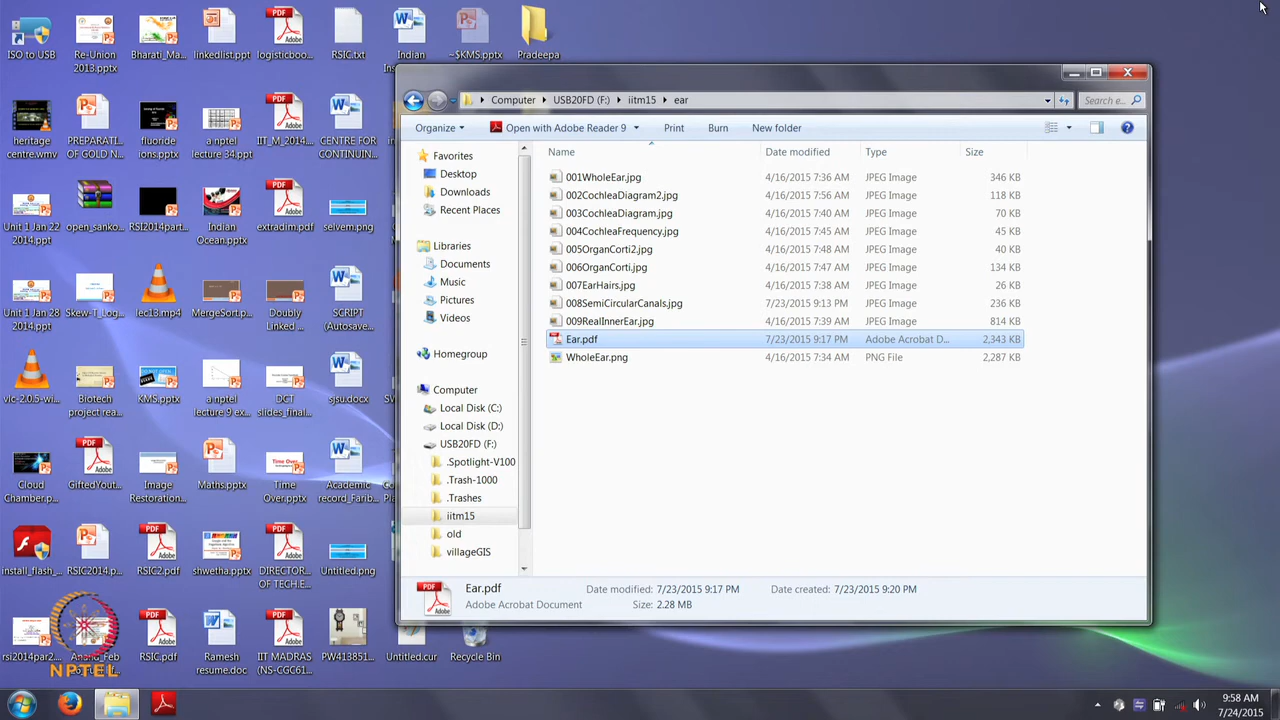 ISO to USB
Re-Union 2013.pptx
Bharati_Ma...
linkedlist.ppt
logisticboo...
RSIC.txt
Indian
~$KMS.pptx
Pradeepa
heritage centre.wmv
PREPARATI... OF GOLD N...
fluoride ions.pptx
a nptel lecture 34.ppt
IIT_M_2014...
CENTRE FOR CONTINUIN...
Unit 1 Jan 22 2014.ppt
open_sanko...
RSI2014part...
Indian Ocean.pptx
extradim.pdf
selvem.png
Unit 1 Jan 28 2014.ppt
Skew-T_Log...
lec13.mp4
MergeSort.p...
Doubly Linked ...
SCRIPT (Autosave...
vlc-2.0.5-wi...
Biotech project rea...
KMS.pptx
a nptel lecture 9 ex...
DCT slides_final...
sjsu.docx
Cloud Chamber.p...
GiftedYout...
Image Restoration...
Maths.pptx
Time Over.pptx
Academic record_Farib...
install_flash_...
RSIC2014.p...
RSIC2.pdf
shwetha.pptx
DIRECTOR... OF TECH.E...
Untitled.png
rsi2014par2...
RSIC.pdf
Ramesh resume.doc
IIT MADRAS (NS-CGC61...
PW413851...
Untitled.cur
Recycle Bin
NPTEL
Computer USB20FD (F:) iitm15 ear
Search e...
Organize Open with Adobe Reader 9 Print Burn New folder
Name Date modified Type Size
Favorites
Desktop
Downloads
Recent Places
Libraries
Documents
Music
Pictures
Videos
Homegroup
Computer
Local Disk (C:)
Local Disk (D:)
USB20FD (F:)
.Spotlight-V100
.Trash-1000
.Trashes
iitm15
old
villageGIS
001WholeEar.jpg 4/16/2015 7:36 AM JPEG Image 346 KB
002CochleaDiagram2.jpg 4/16/2015 7:56 AM JPEG Image 118 KB
003CochleaDiagram.jpg 4/16/2015 7:40 AM JPEG Image 70 KB
004CochleaFrequency.jpg 4/16/2015 7:45 AM JPEG Image 45 KB
005OrganCorti2.jpg 4/16/2015 7:48 AM JPEG Image 40 KB
006OrganCorti.jpg 4/16/2015 7:47 AM JPEG Image 134 KB
007EarHairs.jpg 4/16/2015 7:38 AM JPEG Image 26 KB
008SemiCircularCanals.jpg 7/23/2015 9:13 PM JPEG Image 236 KB
009RealInnerEar.jpg 4/16/2015 7:39 AM JPEG Image 814 KB
Ear.pdf 7/23/2015 9:17 PM Adobe Acrobat D... 2,343 KB
WholeEar.png 4/16/2015 7:34 AM PNG File 2,287 KB
Ear.pdf Date modified: 7/23/2015 9:17 PM Date created: 7/23/2015 9:20 PM
Adobe Acrobat Document Size: 2.28 MB
9:58 AM
7/24/2015